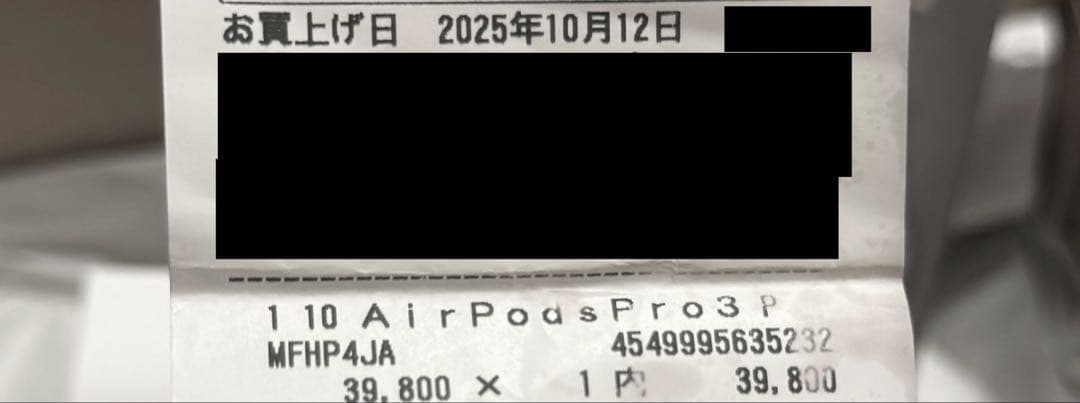 お買上げ日 2025年10月12日
1 10 AirPodsPro3 P
MFHP4JA 4549995635232
39,800 × 1 内 39,800